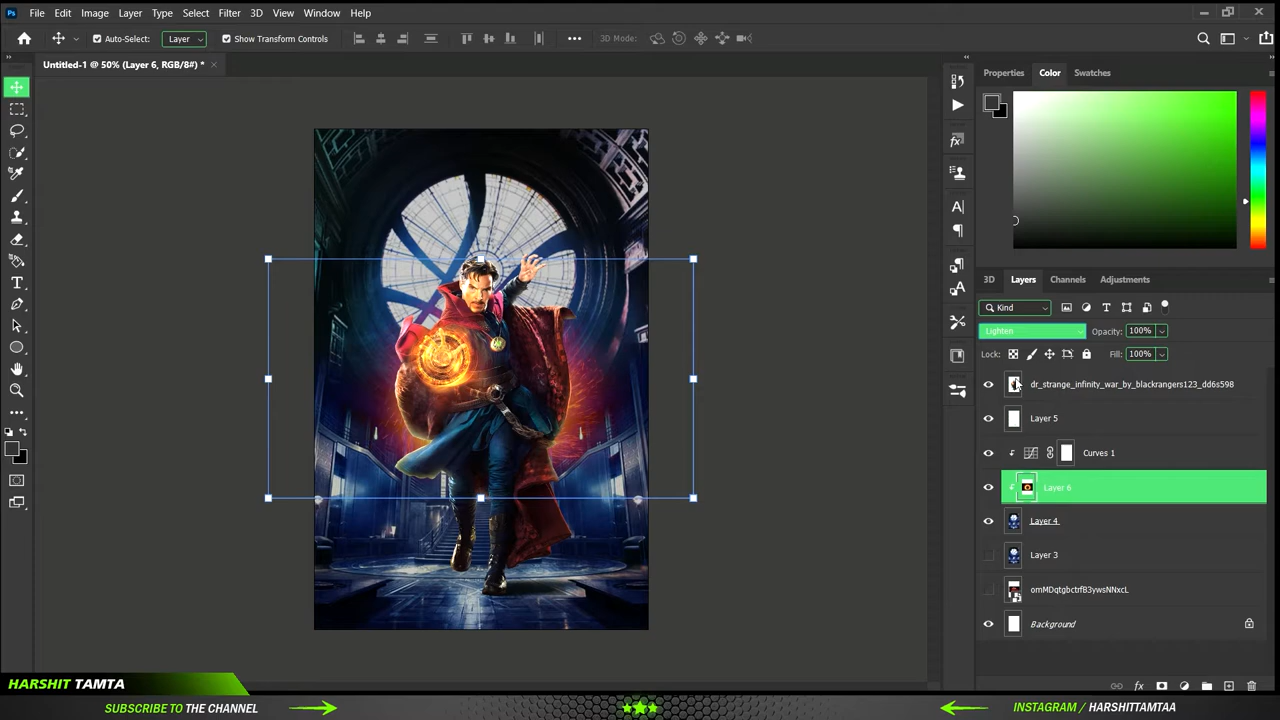 Ps File Edit Image Layer Type Select Filter 3D View Window Help
Auto-Select: Layer Show Transform Controls 3D Mode:
Untitled-1 @ 50% (Layer 6, RGB/8#) *
Properties Color Swatches
3D Layers Channels Adjustments
Kind
Lighten Opacity: 100%
Lock: Fill: 100%
dr_strange_infinity_war_by_blackrangers123_dd6s598
Layer 5
Curves 1
Layer 6
Layer 4
Layer 3
omMDqtgbctrfB3ywsNNxcL
Background
HARSHIT TAMTA
SUBSCRIBE TO THE CHANNEL
INSTAGRAM / HARSHITTAMTAA